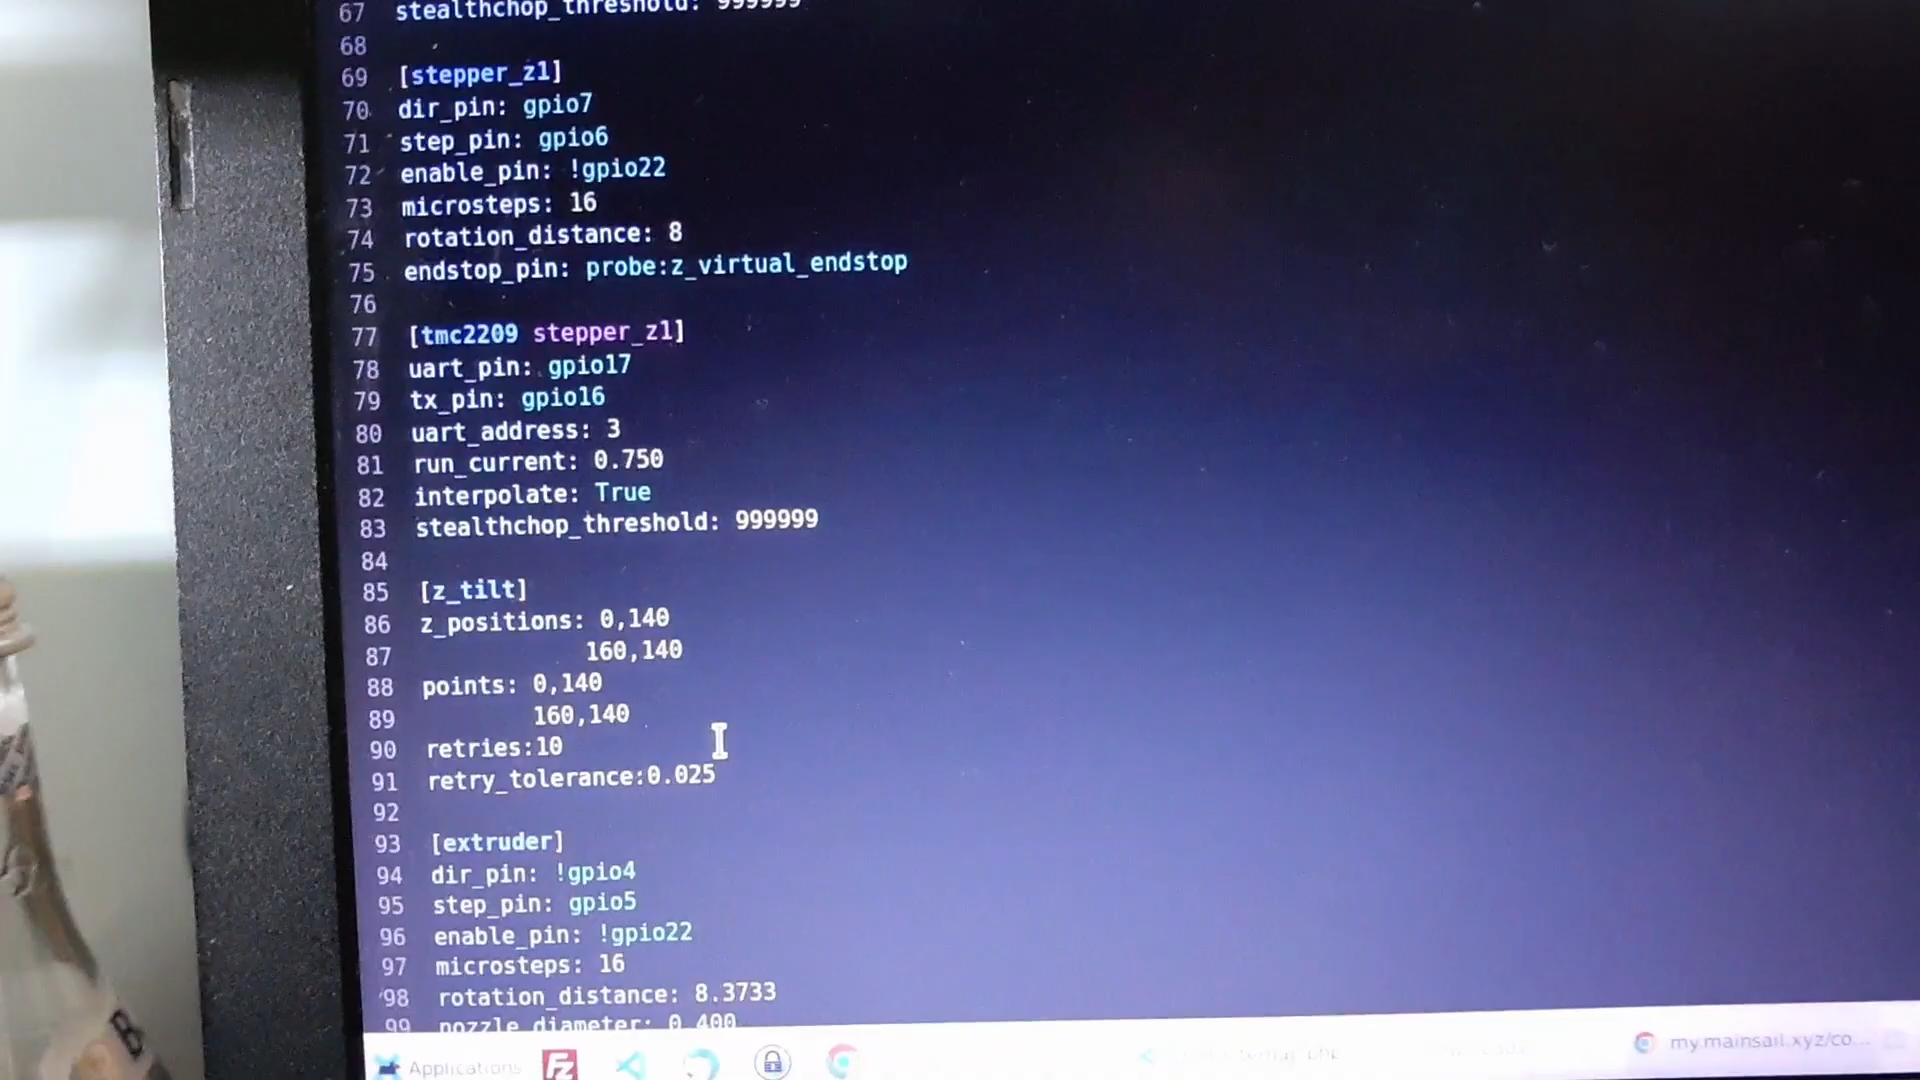 67 stealthchop_threshold: 999999
68
69 [stepper_z1]
70 dir_pin: gpio7
71 step_pin: gpio6
72 enable_pin: !gpio22
73 microsteps: 16
74 rotation_distance: 8
75 endstop_pin: probe:z_virtual_endstop
76
77 [tmc2209 stepper_z1]
78 uart_pin: gpio17
79 tx_pin: gpio16
80 uart_address: 3
81 run_current: 0.750
82 interpolate: True
83 stealthchop_threshold: 999999
84
85 [z_tilt]
86 z_positions: 0,140
87 160,140
88 points: 0,140
89 160,140
90 retries:10
91 retry_tolerance:0.025
92
93 [extruder]
94 dir_pin: !gpio4
95 step_pin: gpio5
96 enable_pin: !gpio22
97 microsteps: 16
98 rotation_distance: 8.3733
99 nozzle_diameter: 0.400
Applications FZ my.mainsail.xyz/co...
B